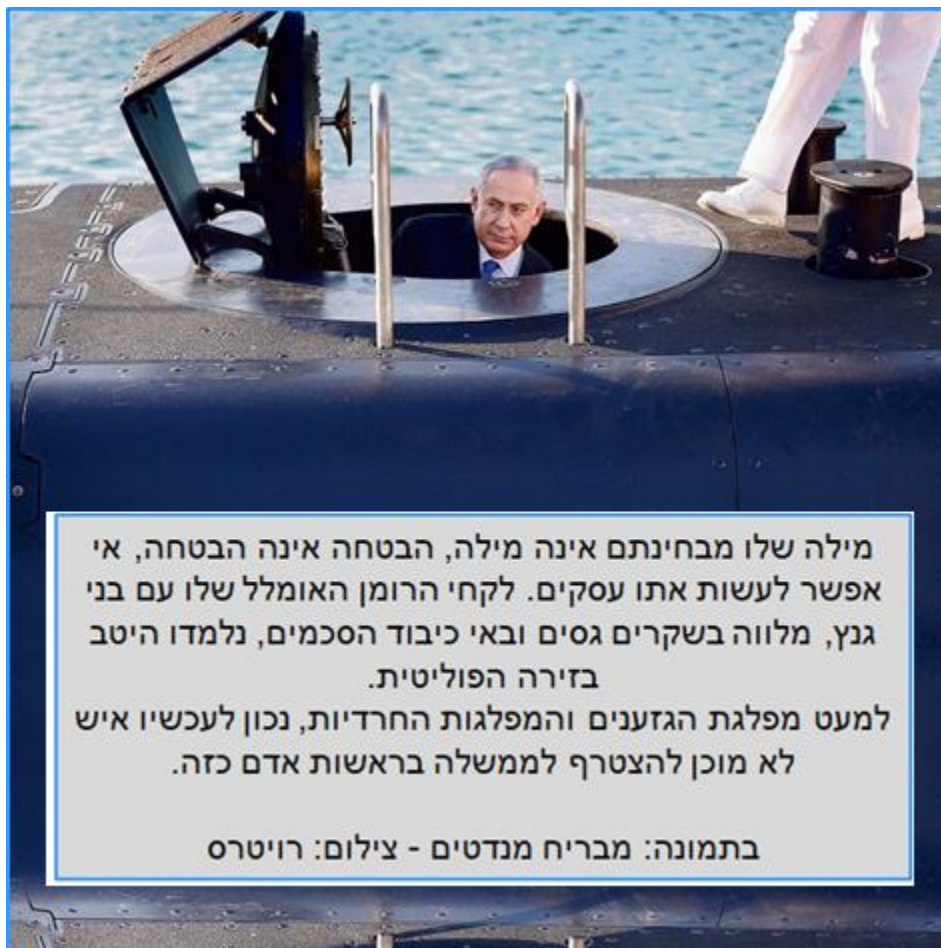 מילה שלו מבחינתם אינה מילה, הבטחה אינה הבטחה, אי
אפשר לעשות אתו עסקים. לקחי הרומן האומלל שלו עם בני
גנץ, מלווה בשקרים גסים ובאי כיבוד הסכמים, נלמדו היטב
בזירה הפוליטית.
למעט מפלגת הגזענים והמפלגות החרדיות, נכון לעכשיו איש
לא מוכן להצטרף לממשלה בראשות אדם כזה.
בתמונה: מבריח מנדטים - צילום: רויטרס